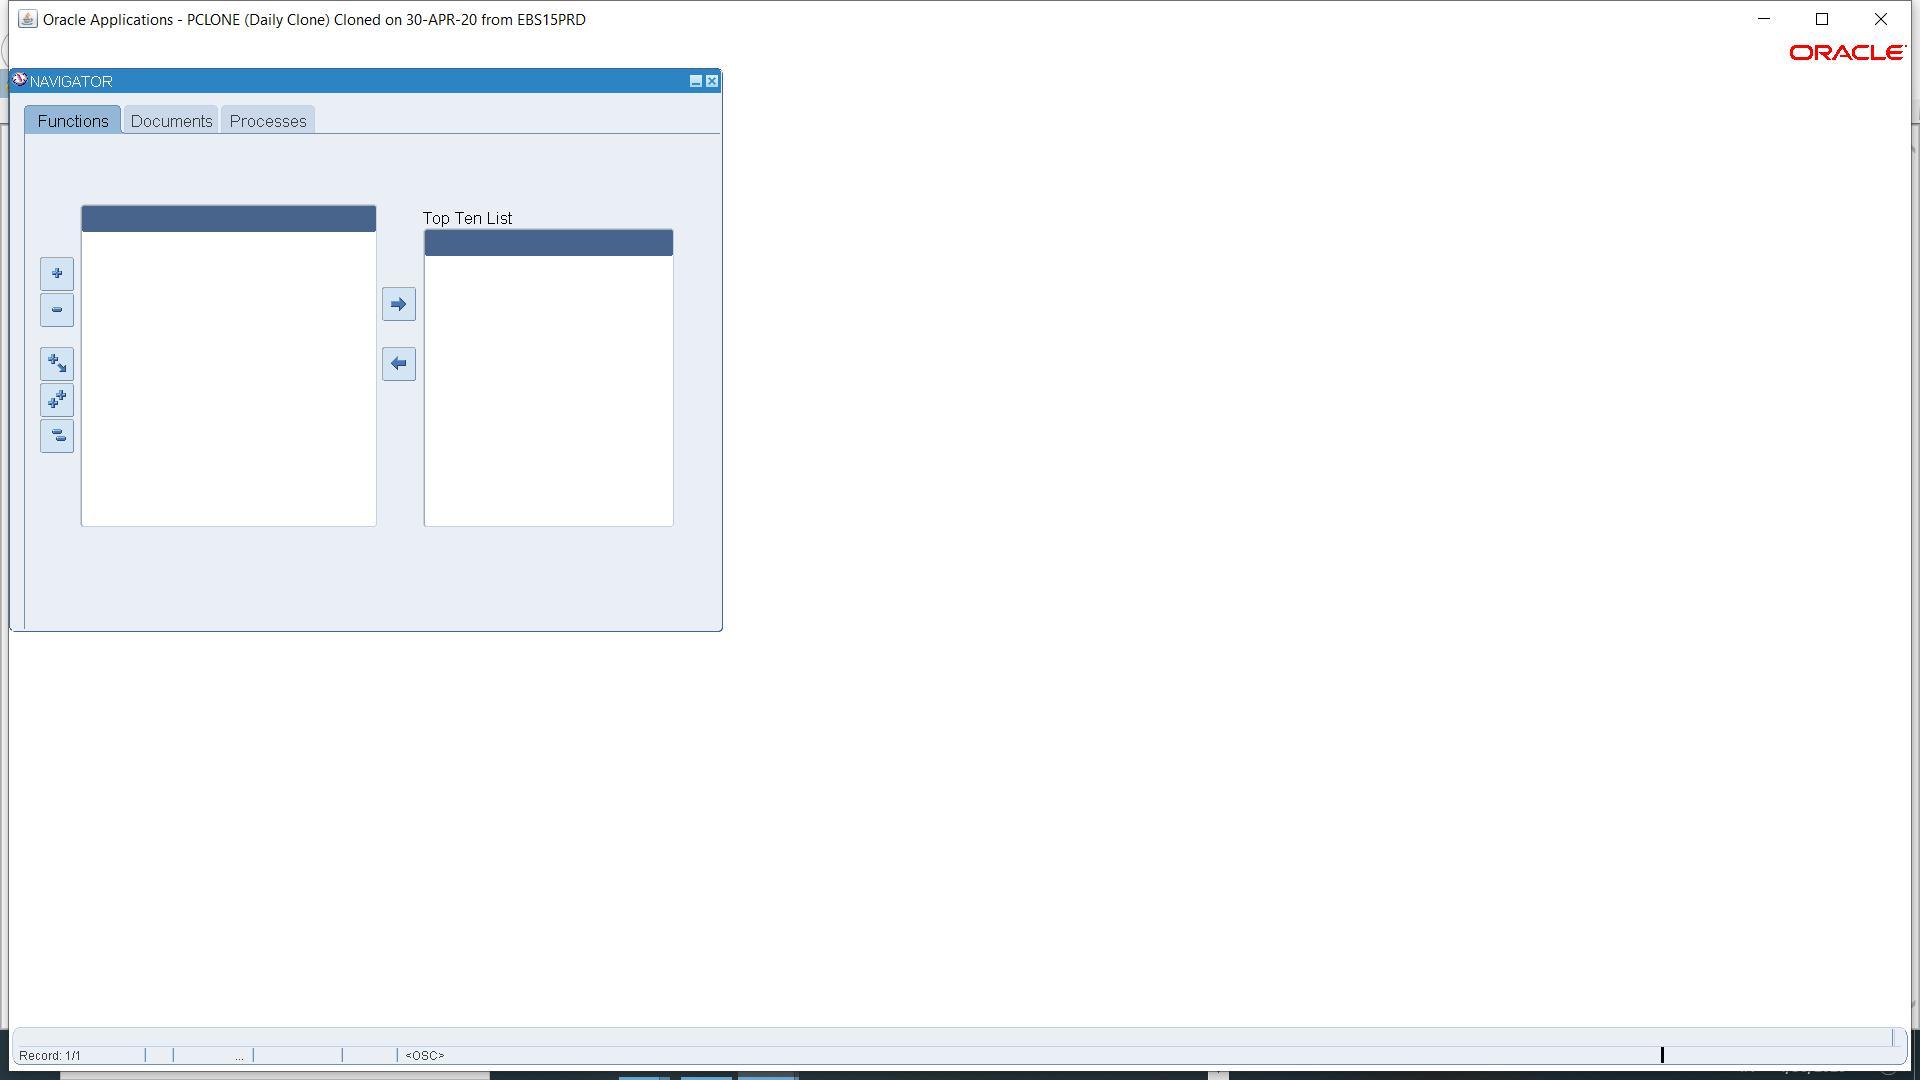 Oracle Applications - PCLONE (Daily Clone) Cloned on 30-APR-20 from EBS15PRD
ORACLE
NAVIGATOR
Functions
Documents
Processes
Top Ten List
Record: 1/1
...
<OSC>